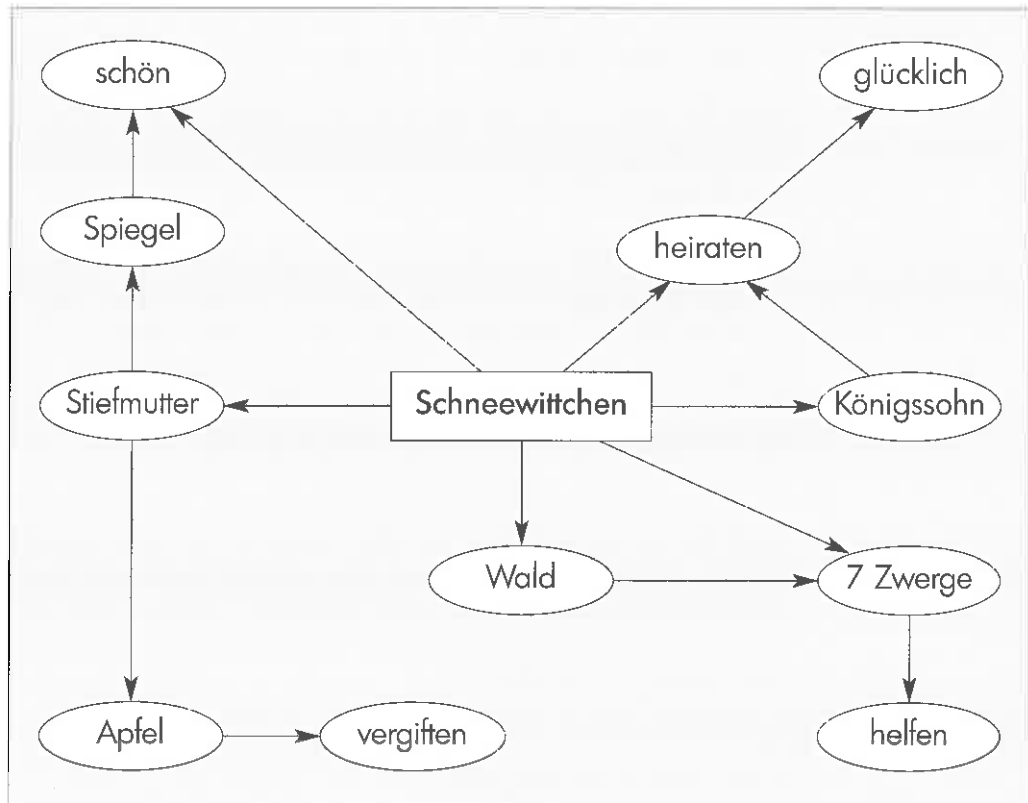 schön
glücklich
Spiegel
heiraten
Stiefmutter
Schneewittchen
Königssohn
Wald
7 Zwerge
Apfel
vergiften
helfen